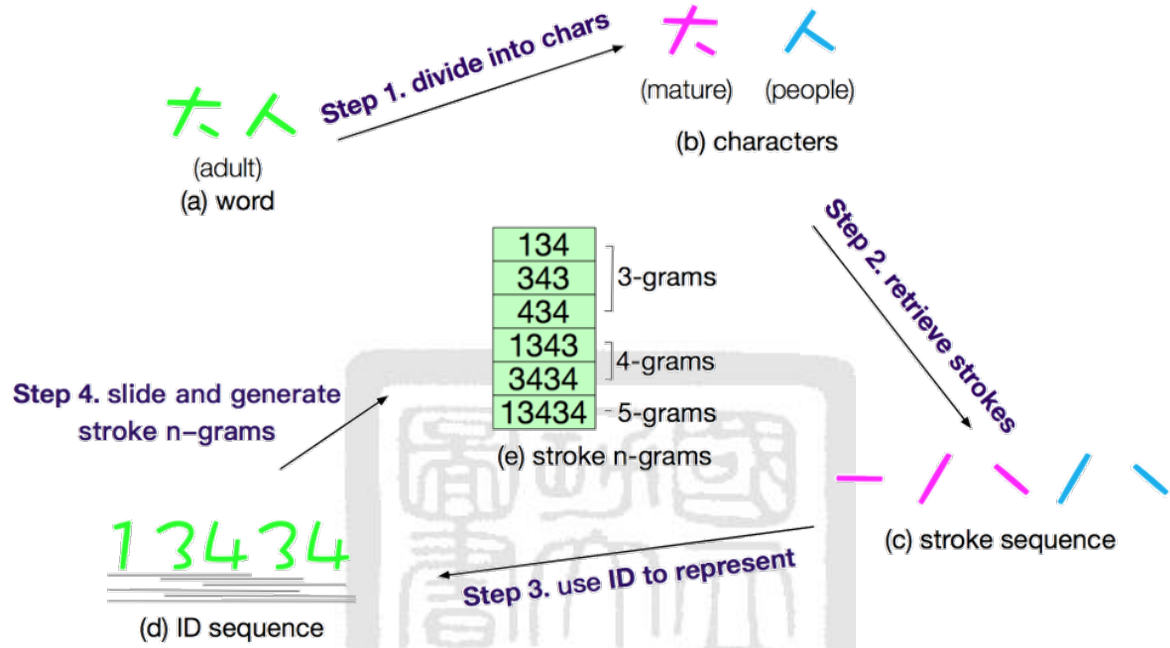 大人
(adult)
(a) word
Step 1. divide into chars
大 人
(mature) (people)
(b) characters
Step 2. retrieve strokes
(c) stroke sequence
Step 3. use ID to represent
13434
(d) ID sequence
Step 4. slide and generate
stroke n-grams
134
343
434
3-grams
1343
3434
4-grams
13434
5-grams
(e) stroke n-grams